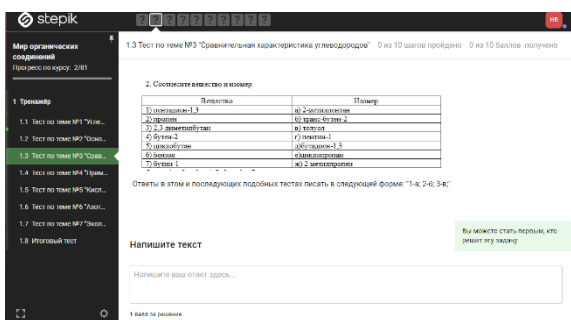 stepik
? ? ? ? ? ? ? ? ? ?
НВ
Мир органических
соединений
Прогресс по курсу: 2/81
1.3 Тест по теме №3 "Сравнительная характеристика углеводородов" 0 из 10 шагов пройдено 0 из 10 баллов получено
1 Тренажёр
1.1 Тест по теме №1 "Угле...
1.2 Тест по теме №2 "Осно...
1.3 Тест по теме №3 "Срав...
1.4 Тест по теме №4 "Прим...
1.5 Тест по теме №5 "Кисл...
1.6 Тест по теме №6 "Азот...
1.7 Тест по теме №7 "Экол...
1.8 Итоговый тест
2. Соотнесите вещество и изомер
Вещество Изомер
1) пентадиен-1,3 а) 2-метилпентан
2) пропен б) транс-бутен-2
3) 2,3 диметилбутан в) толуол
4) бутен-2 г) пентин-1
5) циклобутан д)бутадиен-1,3
6) бензол е)циклопропан
7) бутин-1 ж) 2 метилпропен
Ответы в этом и последующих подобных тестах писать в следующей форме: "1-а; 2-б; 3-в;"
Вы можете стать первым, кто
решит эту задачу
Напишите текст
Напишите ваш ответ здесь...
1 балл за решение.